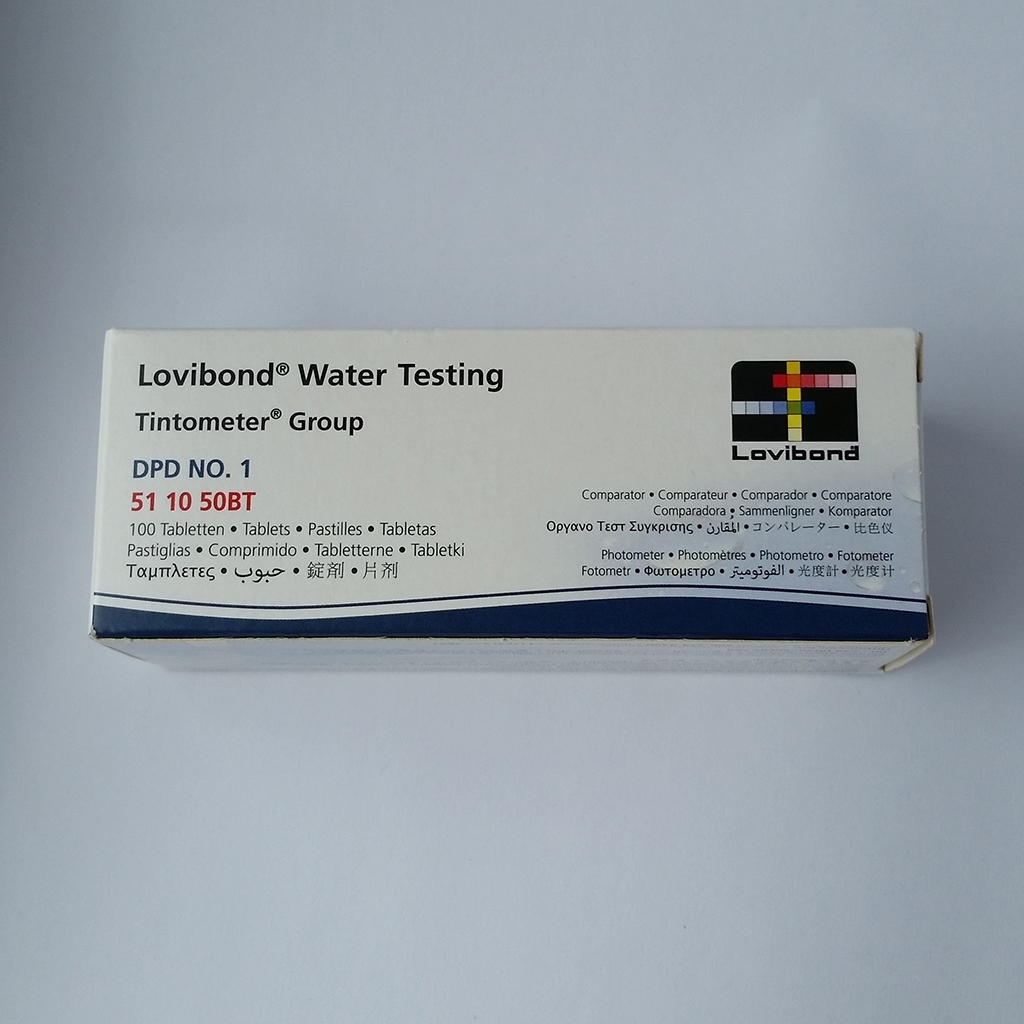 Lovibond® Water Testing
Tintometer® Group
DPD NO. 1
51 10 50BT
100 Tabletten • Tablets • Pastilles • Tabletas
Pastiglias • Comprimido • Tabletterne • Tabletki
Ταμπλετες • حبوب • 錠剤 • 片剂
Lovibond
Comparator • Comparateur • Comparador • Comparatore
Comparadora • Sammenligner • Komparator
Οργανο Τεστ Συγκρισης • المُقارن • コンパレーター • 比色仪
Photometer • Photomètres • Photometro • Fotometer
Fotometr • Φωτομετρο • الفوتوميتر • 光度計 • 光度计